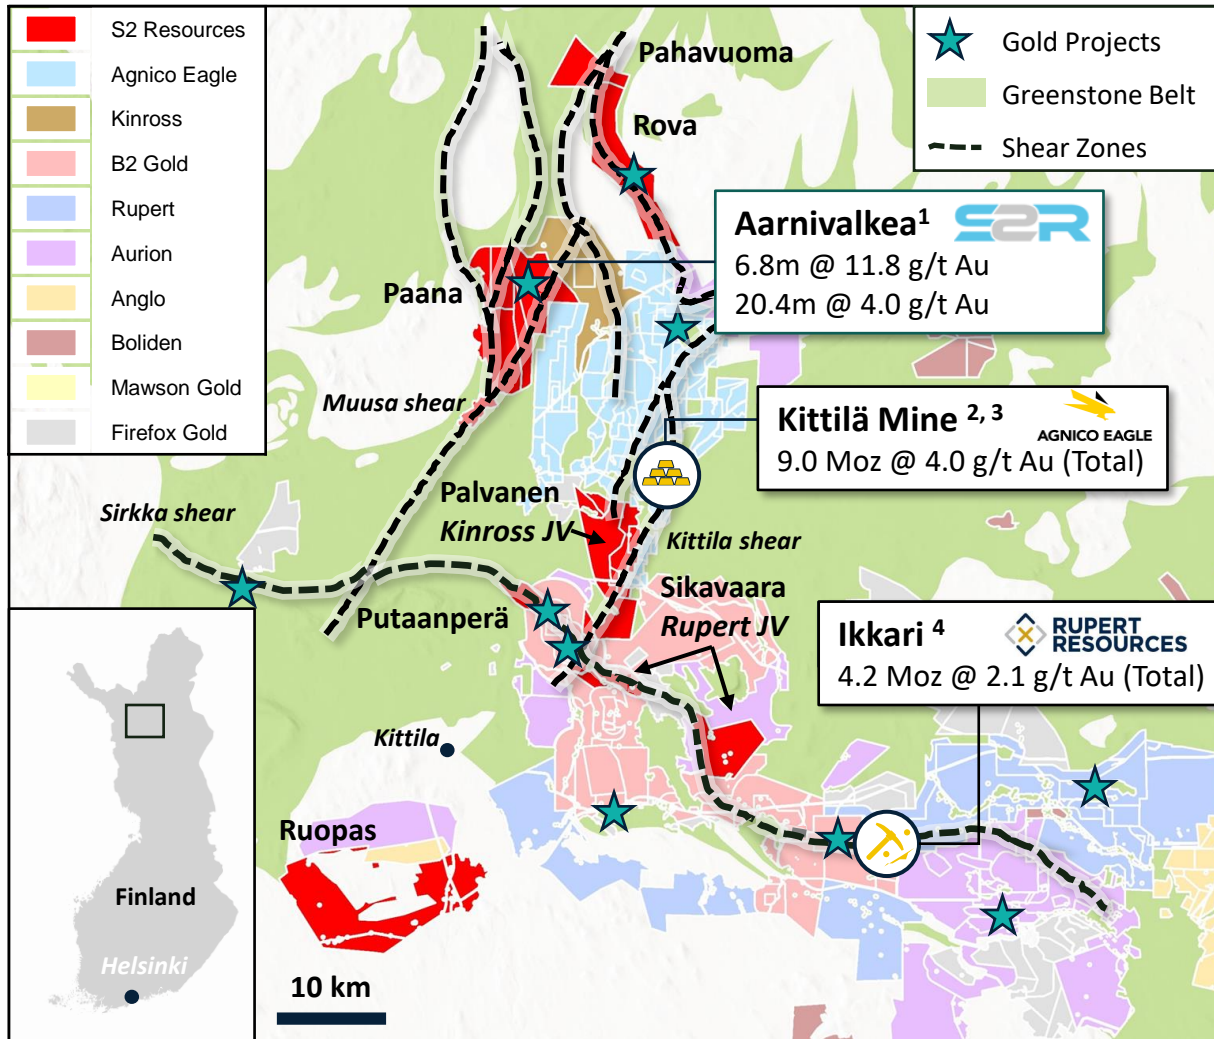 S2 Resources
Agnico Eagle
Kinross
B2 Gold
Rupert
Aurion
Anglo
Boliden
Mawson Gold
Firefox Gold
Gold Projects
Greenstone Belt
Shear Zones
Pahavuoma
Rova
Aarnivalkea1 S2R
6.8m @ 11.8 g/t Au
20.4m @ 4.0 g/t Au
Paana
Muusa shear
Kittilä Mine 2, 3
AGNICO EAGLE
9.0 Moz @ 4.0 g/t Au (Total)
Palvanen
Kinross JV
Sirkka shear
Kittila shear
Sikavaara
Rupert JV
Putaanperä
Ikkari 4
RUPERT
RESOURCES
4.2 Moz @ 2.1 g/t Au (Total)
Kittila
Ruopas
Finland
Helsinki
10 km